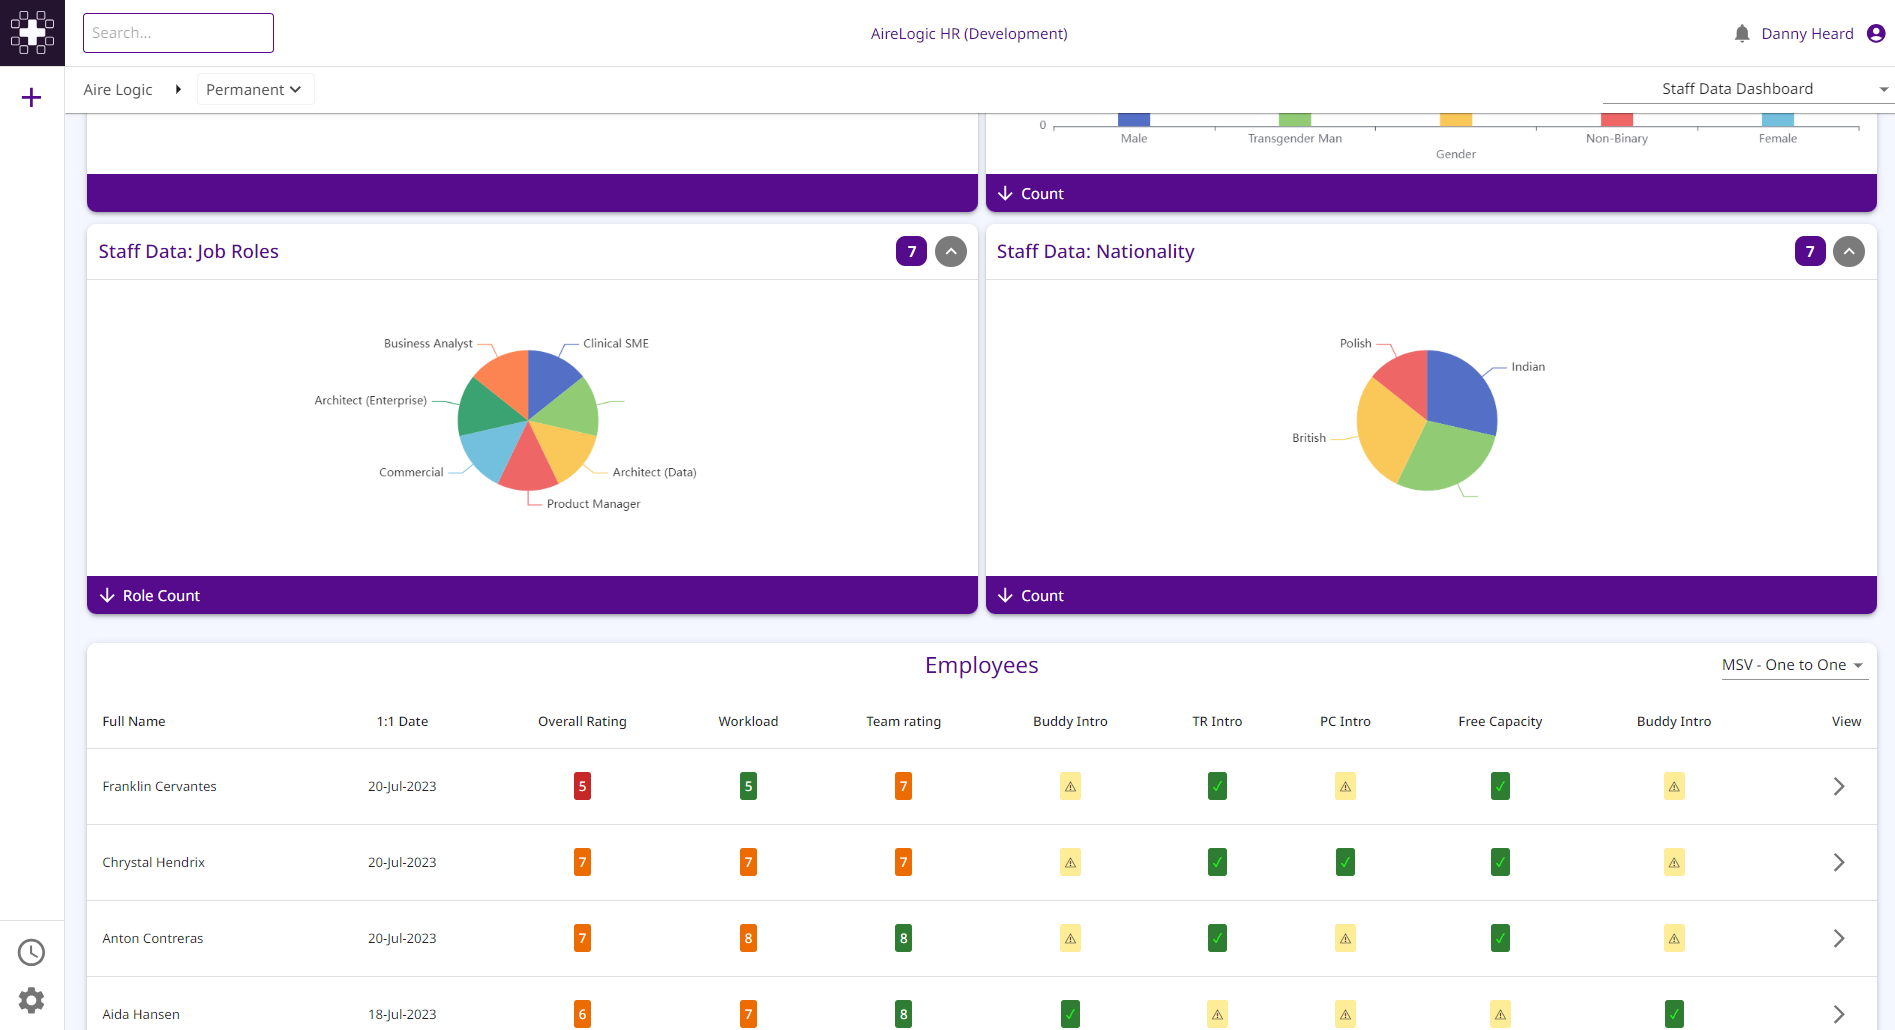 Search...
AireLogic HR (Development)
Danny Heard
Aire Logic
Permanent
Staff Data Dashboard
0
Male
Transgender Man
Non-Binary
Female
Gender
Count
Staff Data: Job Roles
7
Staff Data: Nationality
7
Business Analyst
Clinical SME
Architect (Enterprise)
Commercial
Architect (Data)
Product Manager
Polish
Indian
British
Role Count
Count
Employees
MSV - One to One
Full Name 1:1 Date Overall Rating Workload Team rating Buddy Intro TR Intro PC Intro Free Capacity Buddy Intro View
Franklin Cervantes 20-Jul-2023 5 5 7 ⚠ ✓ ⚠ ✓ ⚠
Chrystal Hendrix 20-Jul-2023 7 7 7 ⚠ ✓ ✓ ✓ ⚠
Anton Contreras 20-Jul-2023 7 8 8 ⚠ ✓ ⚠ ✓ ⚠
Aida Hansen 18-Jul-2023 6 7 8 ✓ ⚠ ⚠ ⚠ ✓